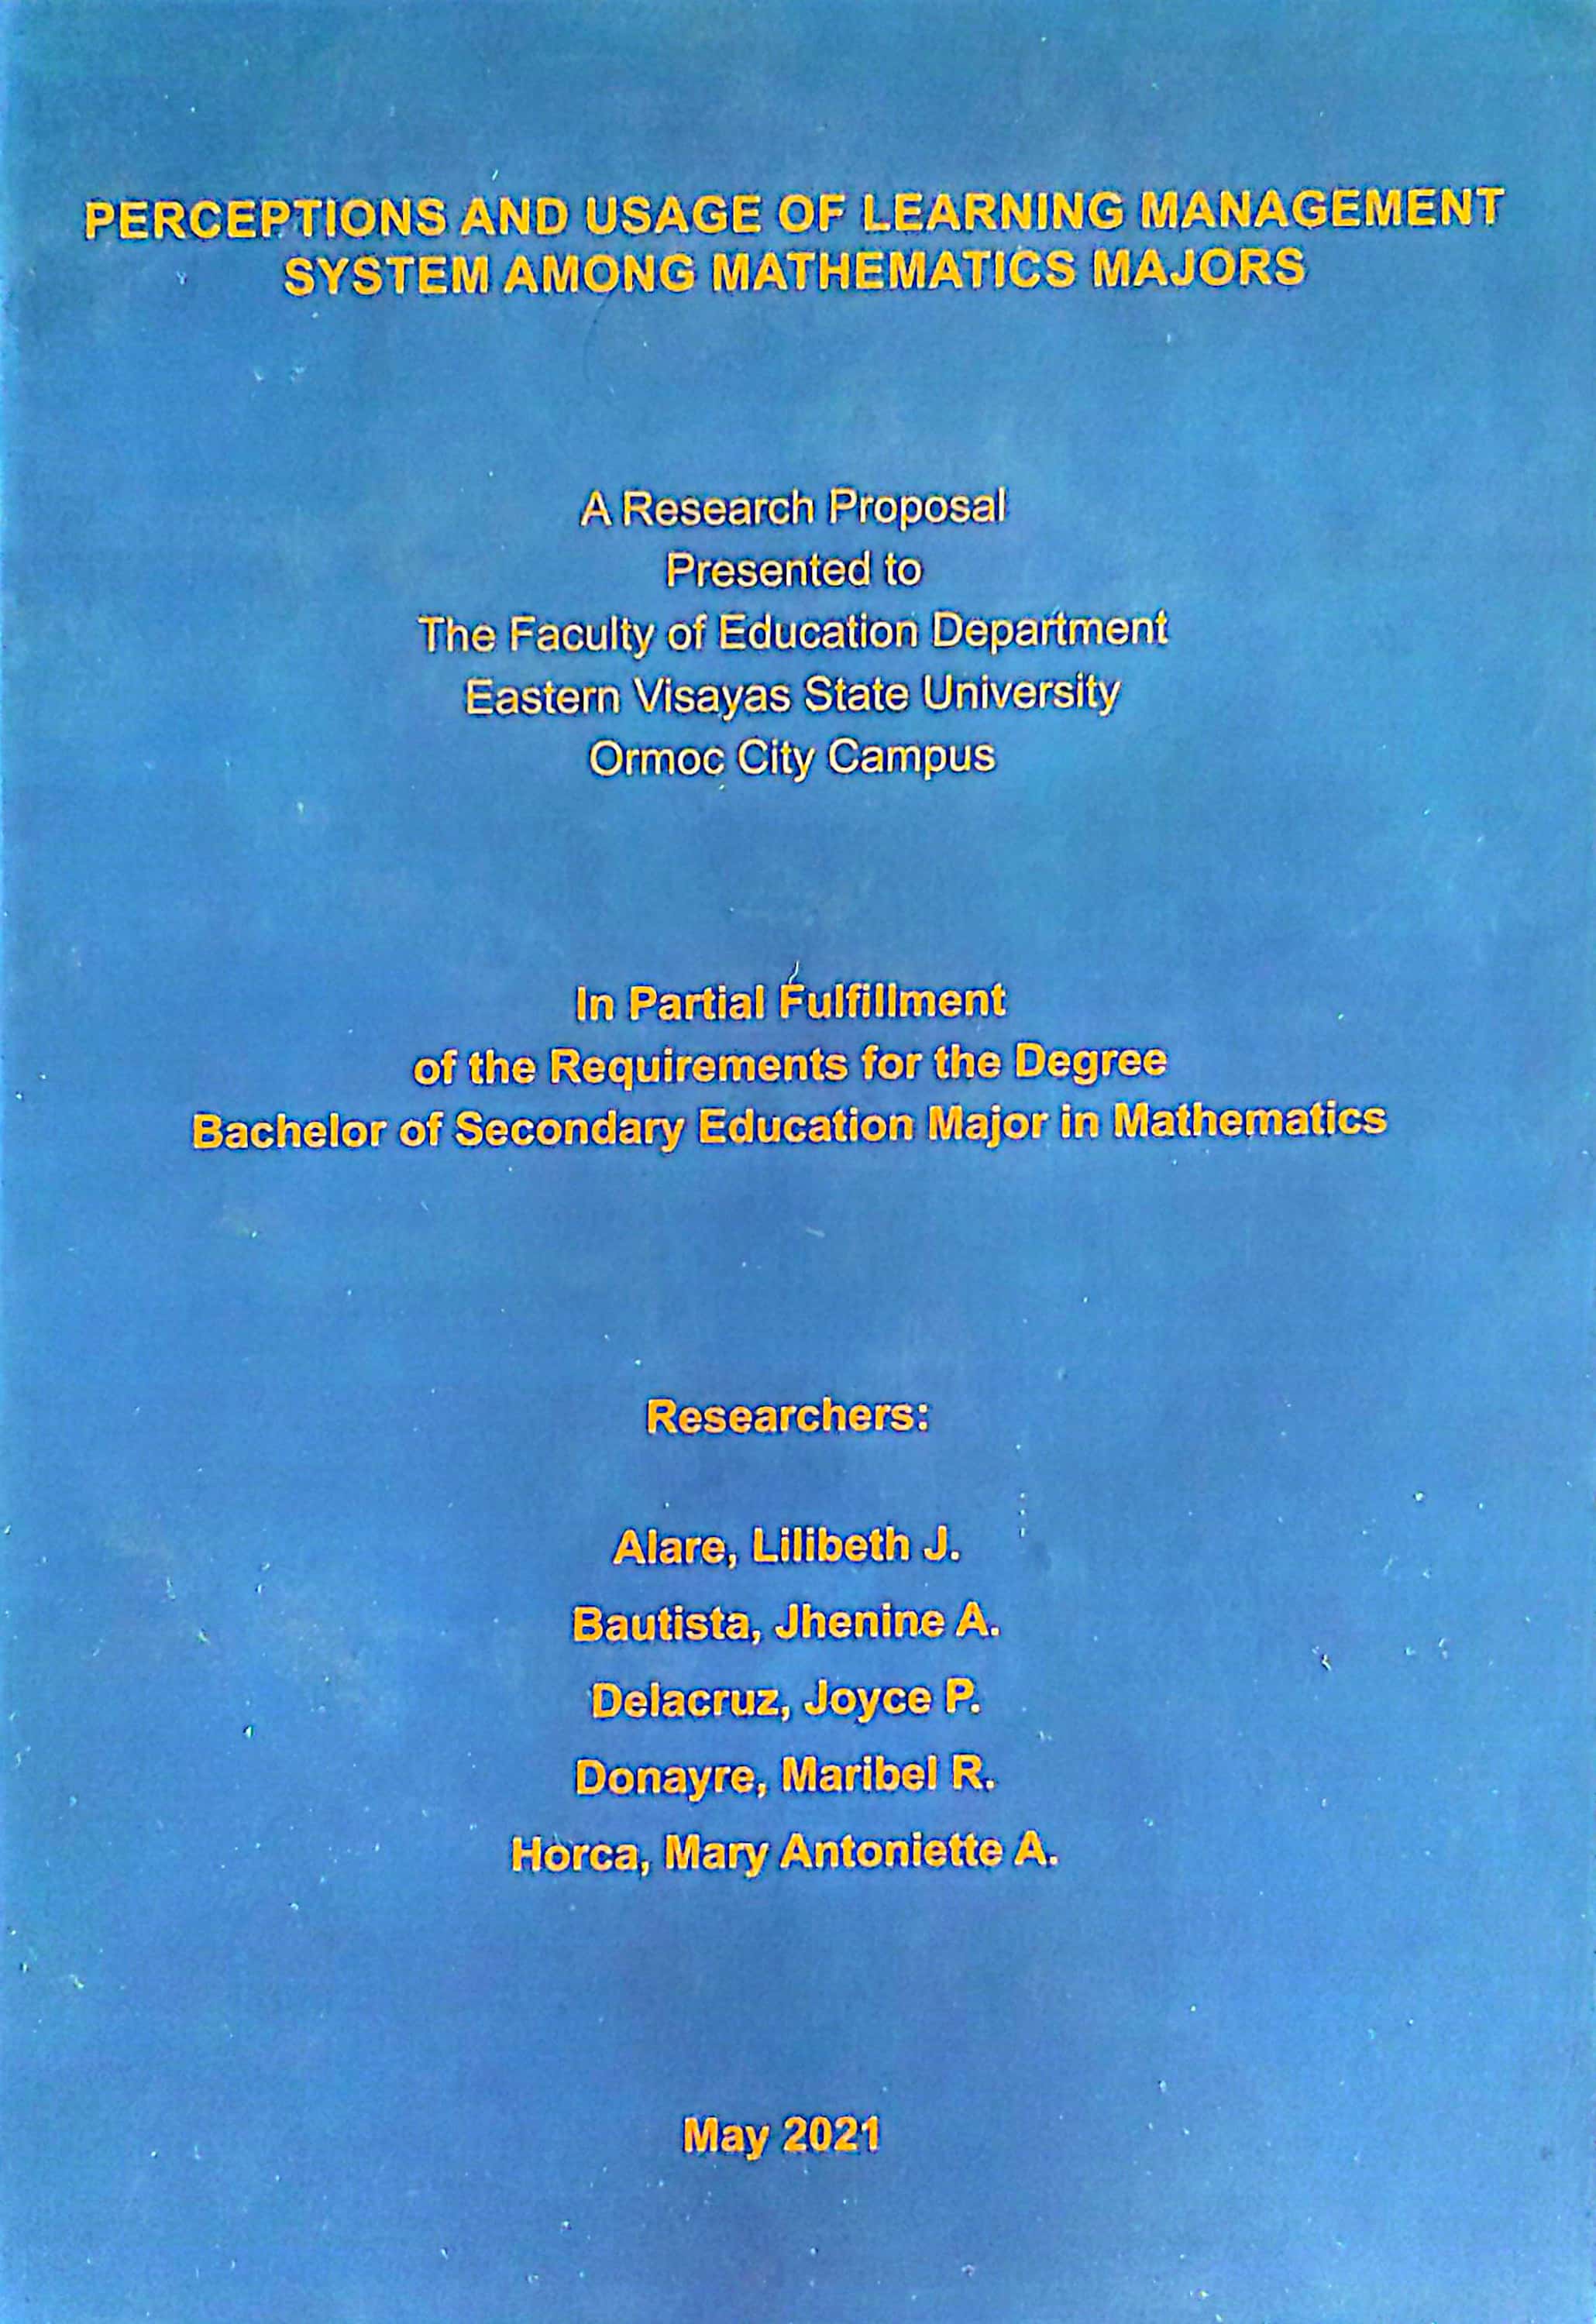 PERCEPTIONS AND USAGE OF LEARNING MANAGEMENT
SYSTEM AMONG MATHEMATICS MAJORS
A Research Proposal
Presented to
The Faculty of Education Department
Eastern Visayas State University
Ormoc City Campus
In Partial Fulfillment
of the Requirements for the Degree
Bachelor of Secondary Education Major in Mathematics
Researchers:
Alare, Lilibeth J.
Bautista, Jhenine A.
Delacruz, Joyce P.
Donayre, Maribel R.
Horca, Mary Antoniette A.
May 2021